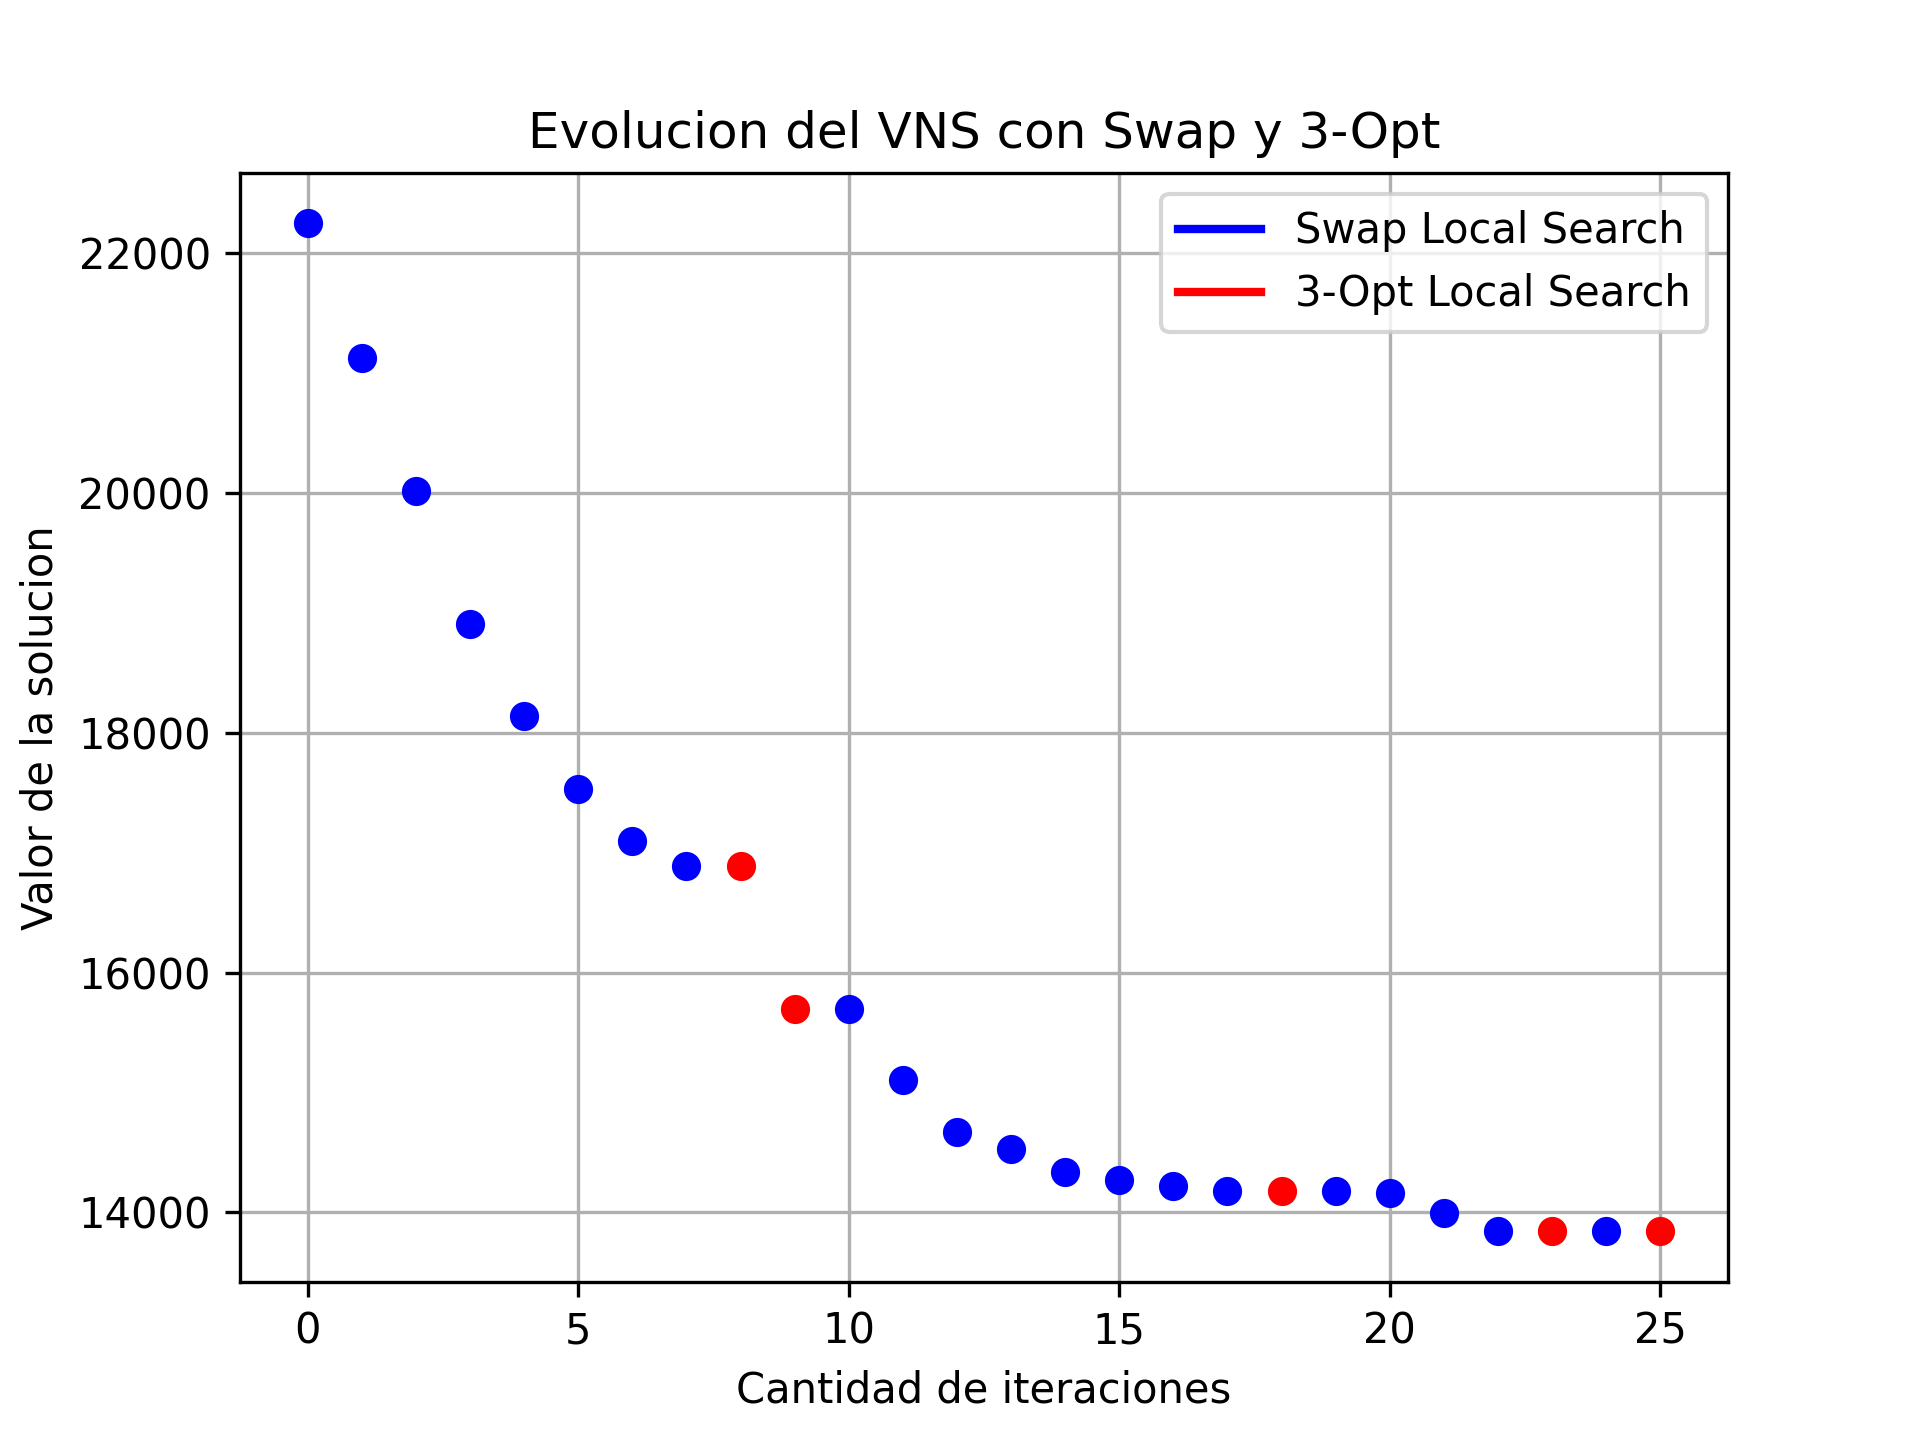 Evolucion del VNS con Swap y 3-Opt
Swap Local Search
3-Opt Local Search
Valor de la solucion
22000
20000
18000
16000
14000
0 5 10 15 20 25
Cantidad de iteraciones